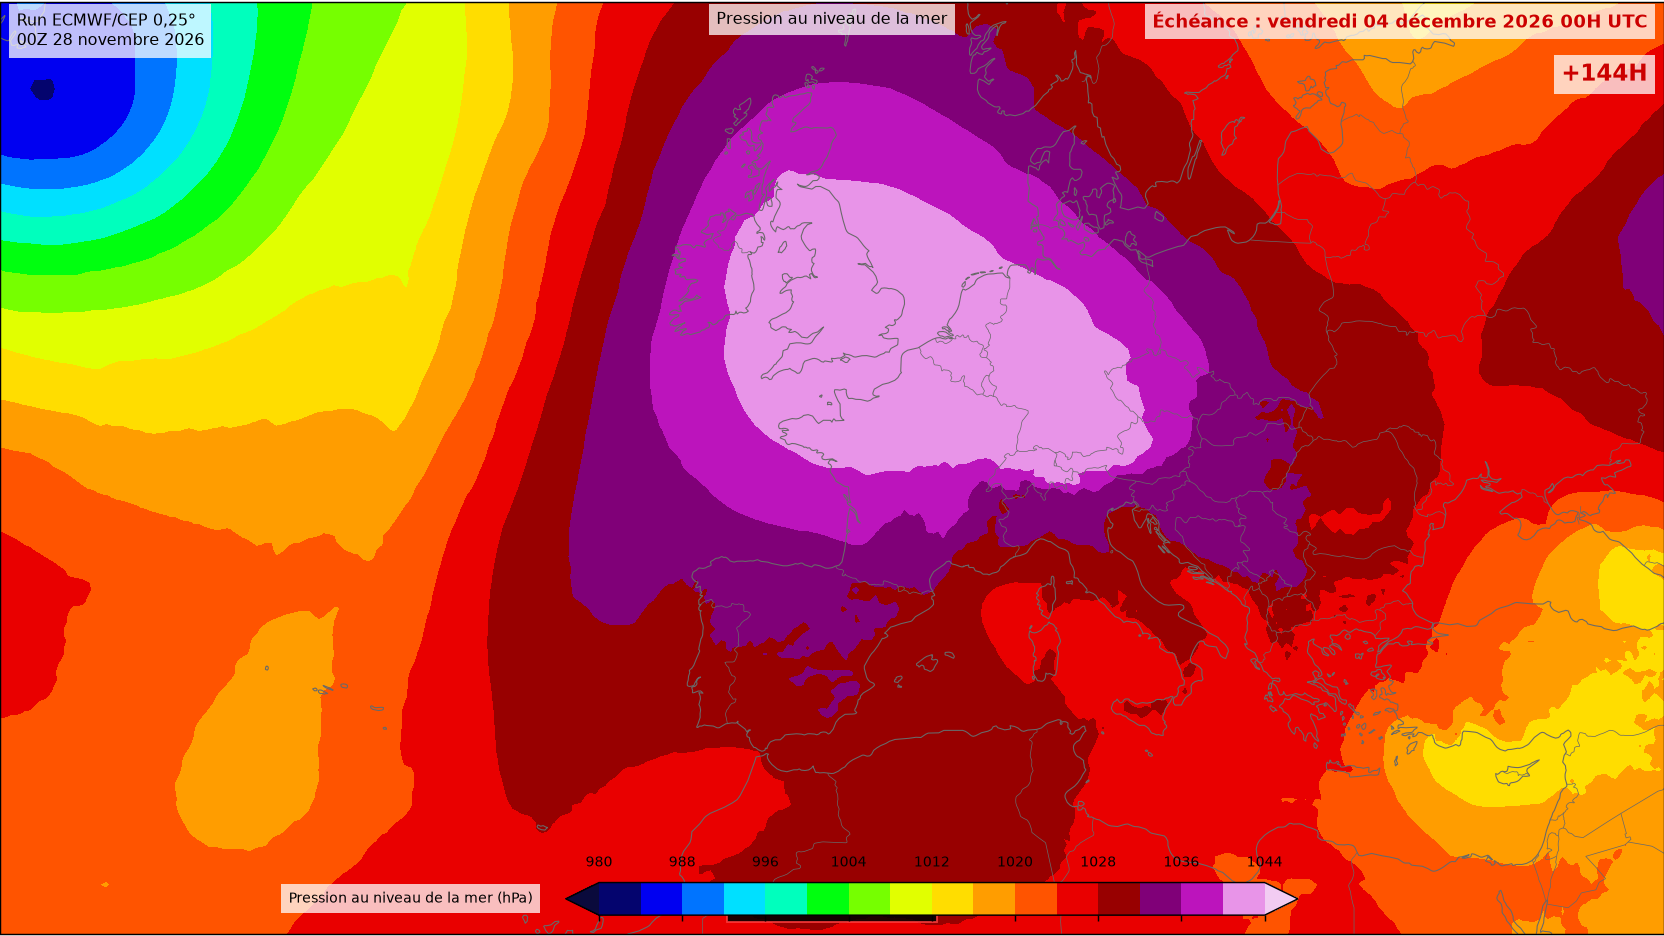 Run ECMWF/CEP 0,25°
00Z 28 novembre 2026
Pression au niveau de la mer
Échéance : vendredi 04 décembre 2026 00H UTC
+144H
980 988 996 1004 1012 1020 1028 1036 1044
Pression au niveau de la mer (hPa)